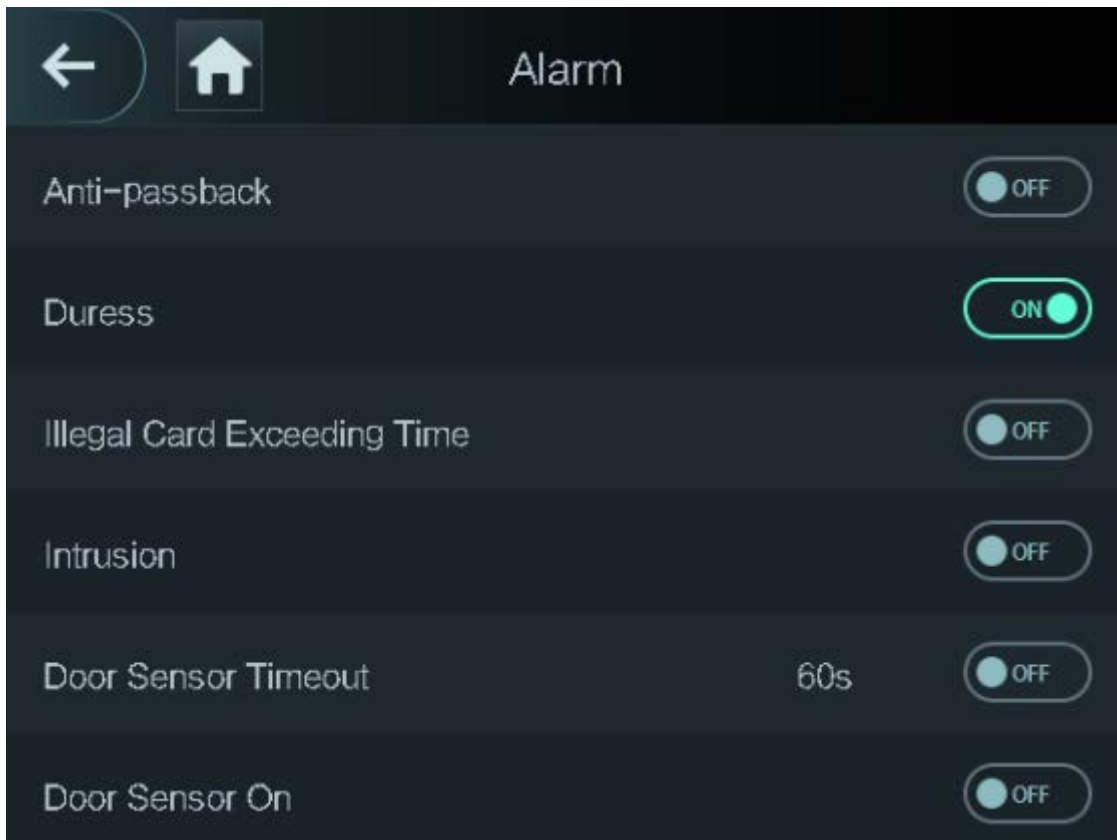 Alarm
Anti-passback OFF
Duress ON
Illegal Card Exceeding Time OFF
Intrusion OFF
Door Sensor Timeout 60s OFF
Door Sensor On OFF